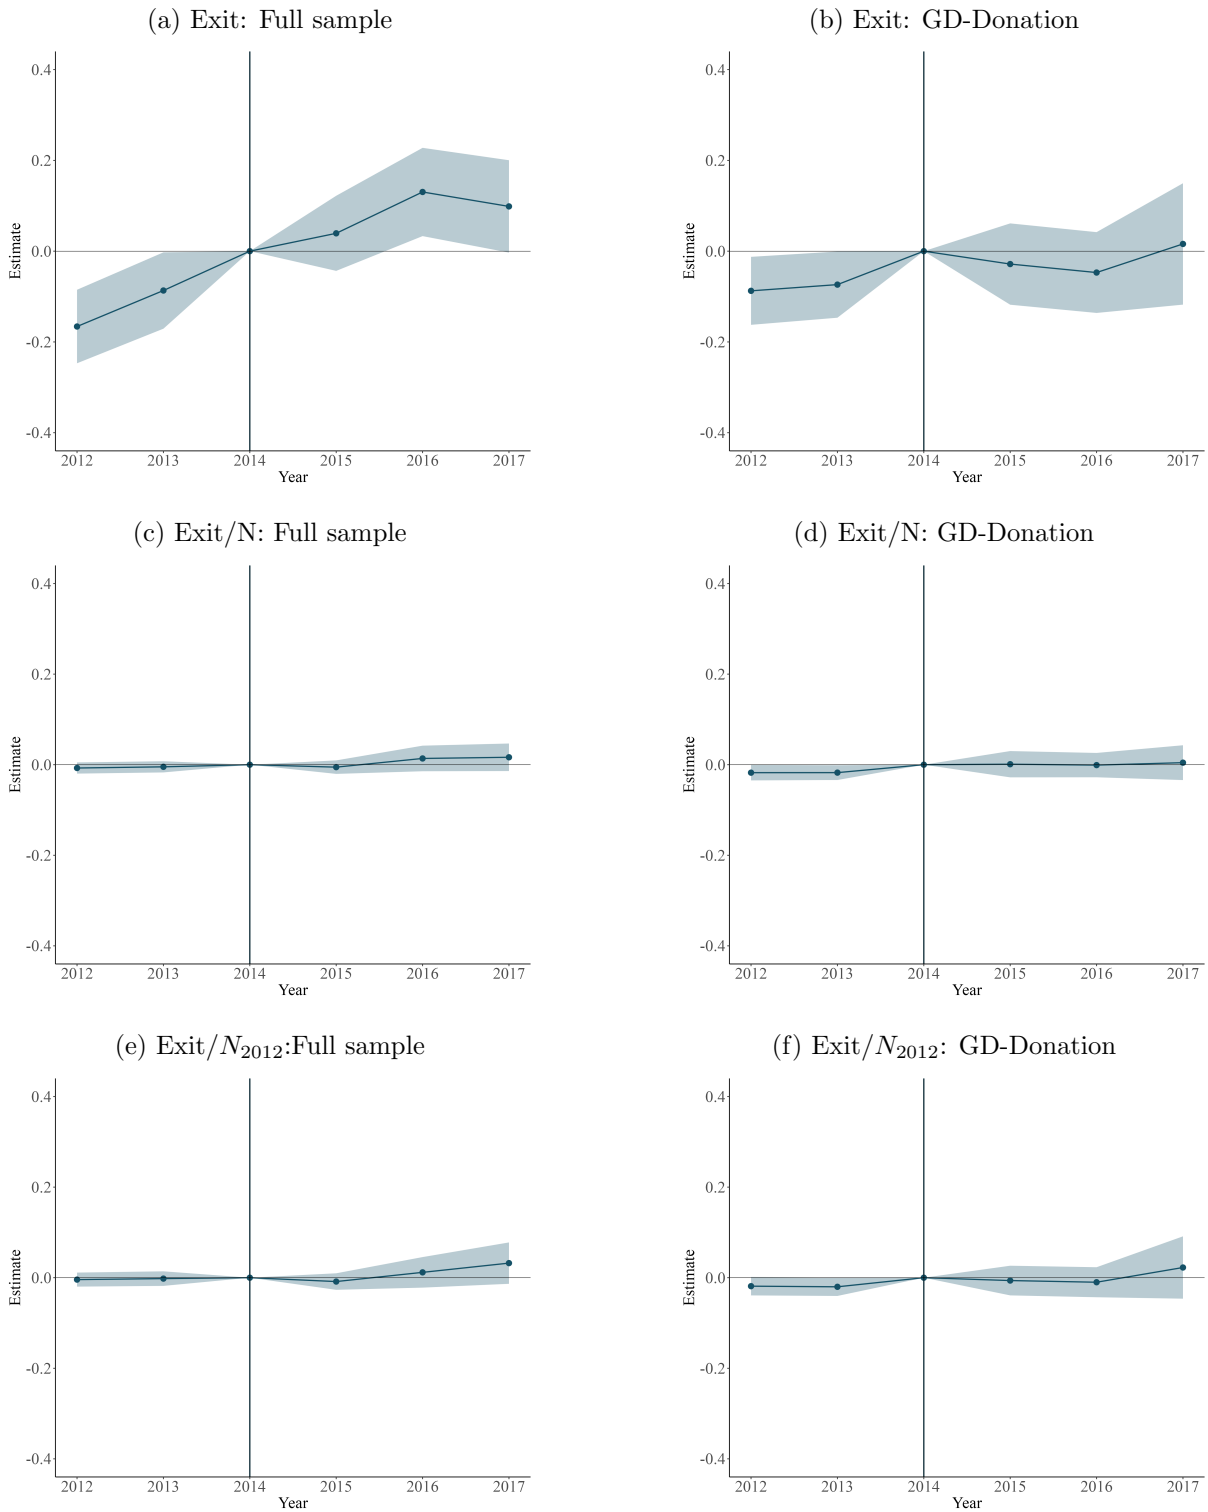 (a) Exit: Full sample
0.4
0.2
0.0
-0.2
-0.4
Estimate
2012 2013 2014 2015 2016 2017
Year
(b) Exit: GD-Donation
0.4
0.2
0.0
-0.2
-0.4
Estimate
2012 2013 2014 2015 2016 2017
Year
(c) Exit/N: Full sample
0.4
0.2
0.0
-0.2
-0.4
Estimate
2012 2013 2014 2015 2016 2017
Year
(d) Exit/N: GD-Donation
0.4
0.2
0.0
-0.2
-0.4
Estimate
2012 2013 2014 2015 2016 2017
Year
(e) Exit/N₂₀₁₂:Full sample
0.4
0.2
0.0
-0.2
-0.4
Estimate
2012 2013 2014 2015 2016 2017
Year
(f) Exit/N₂₀₁₂: GD-Donation
0.4
0.2
0.0
-0.2
-0.4
Estimate
2012 2013 2014 2015 2016 2017
Year